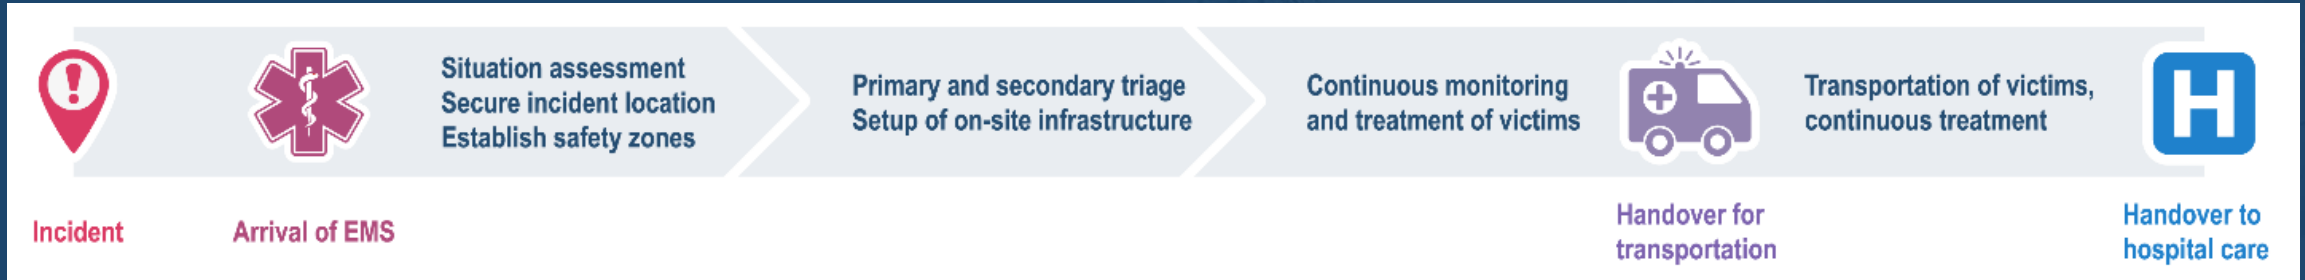 Situation assessment
Secure incident location
Establish safety zones
Primary and secondary triage
Setup of on-site infrastructure
Continuous monitoring
and treatment of victims
Transportation of victims,
continuous treatment
H
Incident
Arrival of EMS
Handover for
transportation
Handover to
hospital care